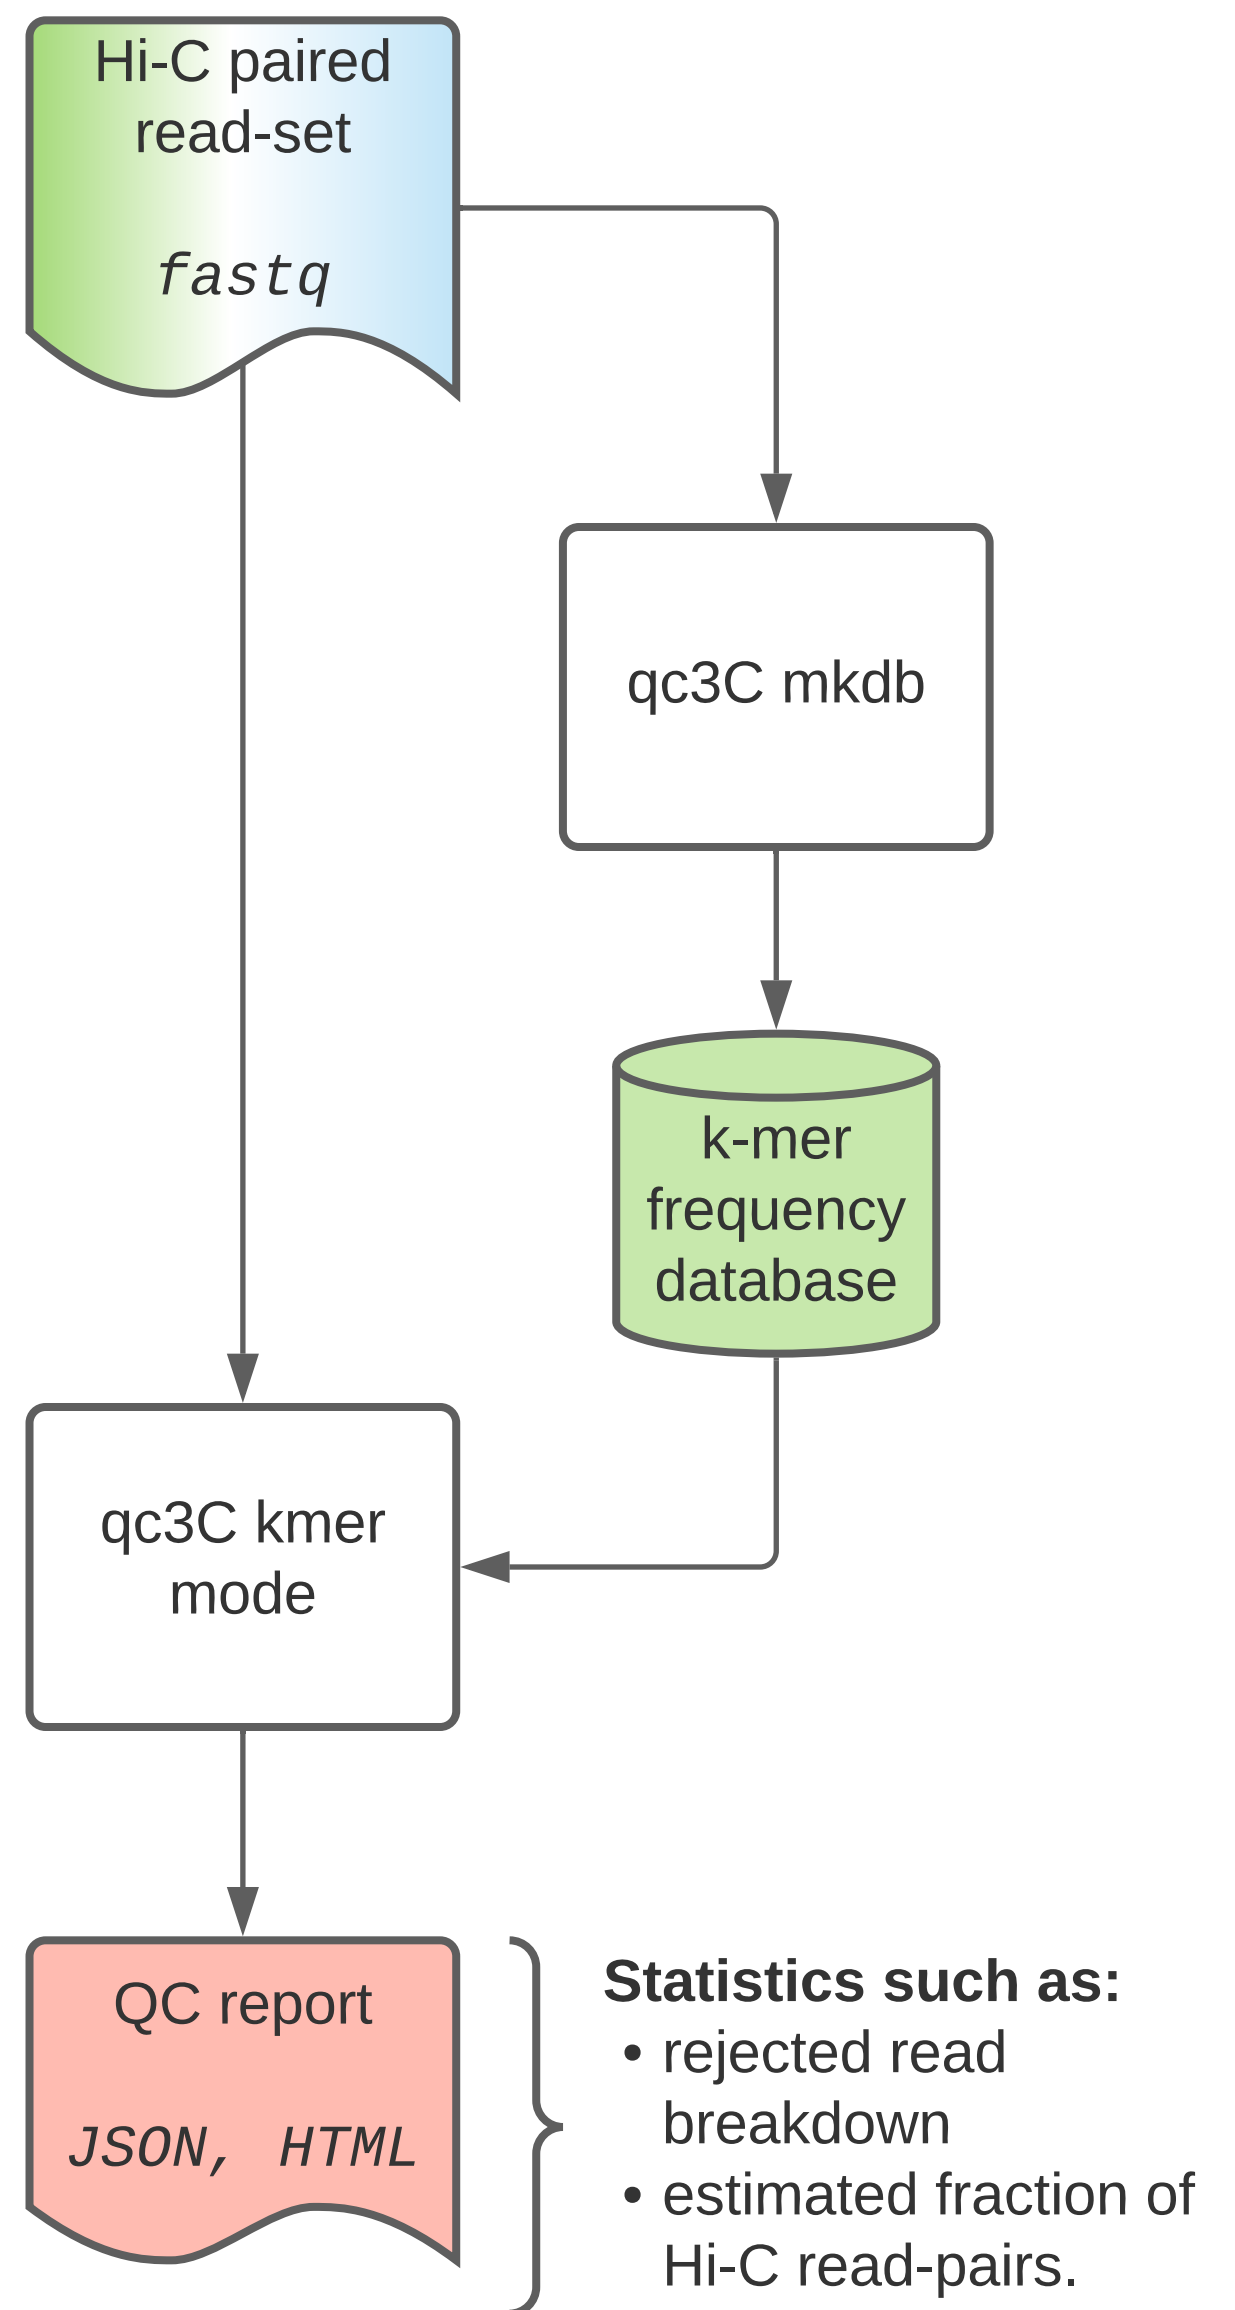 Hi-C paired
read-set
fastq
qc3C mkdb
k-mer
frequency
database
qc3C kmer
mode
QC report
JSON, HTML
Statistics such as:
• rejected read
breakdown
• estimated fraction of
Hi-C read-pairs.